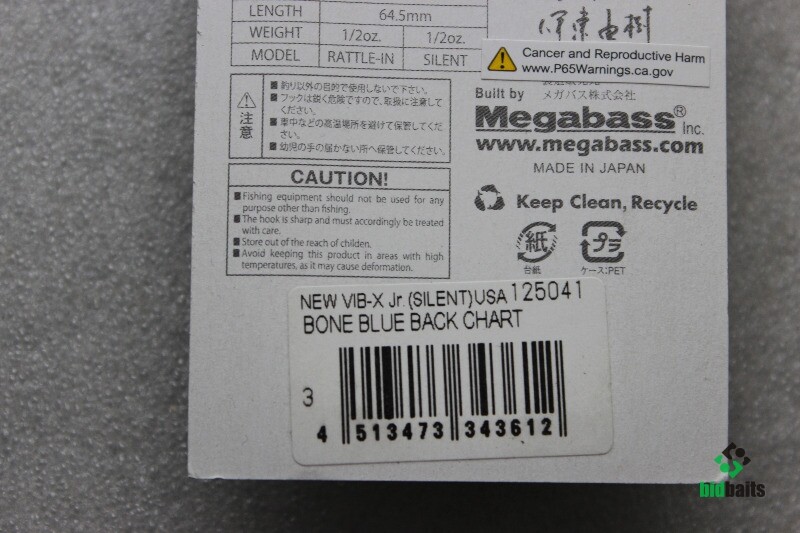 LENGTH 64.5mm
WEIGHT 1/2oz. 1/2oz.
MODEL RATTLE-IN SILENT
伊東由樹
Cancer and Reproductive Harm
www.P65Warnings.ca.gov
注意
■釣り以外の目的で使用しないで下さい。
■フックは鋭く危険ですので、取扱に注意して
ください。
■車中などの高温場所を避けて保管してくだ
さい。
■幼児の手の届かない所へ保管してください。
Built by メガバス株式会社
Megabass® Inc.
www.megabass.com
MADE IN JAPAN
CAUTION!
■Fishing equipment should not be used for any
purpose other than fishing.
■The hook is sharp and must accordingly be treated
with care.
■Store out of the reach of childen.
■Avoid keeping this product in areas with high
temperatures, as it may cause deformation.
Keep Clean, Recycle
紙 プラ
台紙 ケース:PET
NEW VIB-X Jr.(SILENT)USA 125041
BONE BLUE BACK CHART
3
4 513473 343612
bidbaits